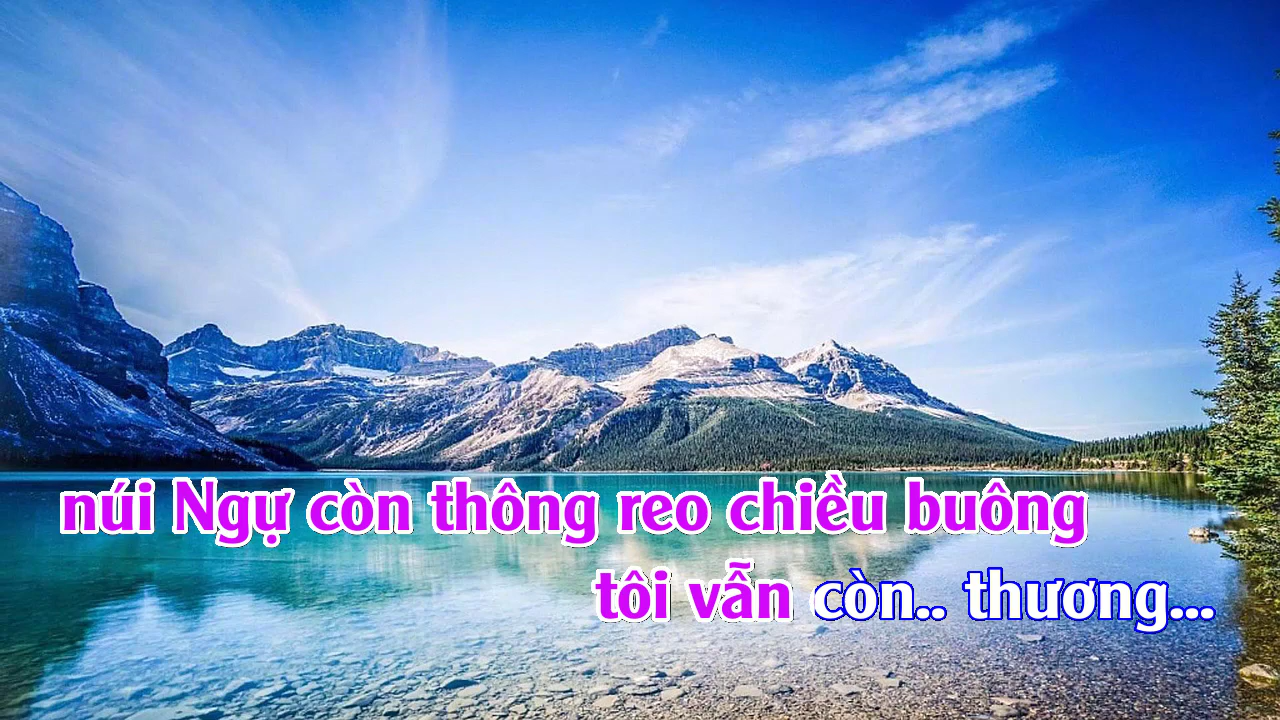 núi Ngự còn thông reo chiều buông
tôi vẫn còn.. thương...